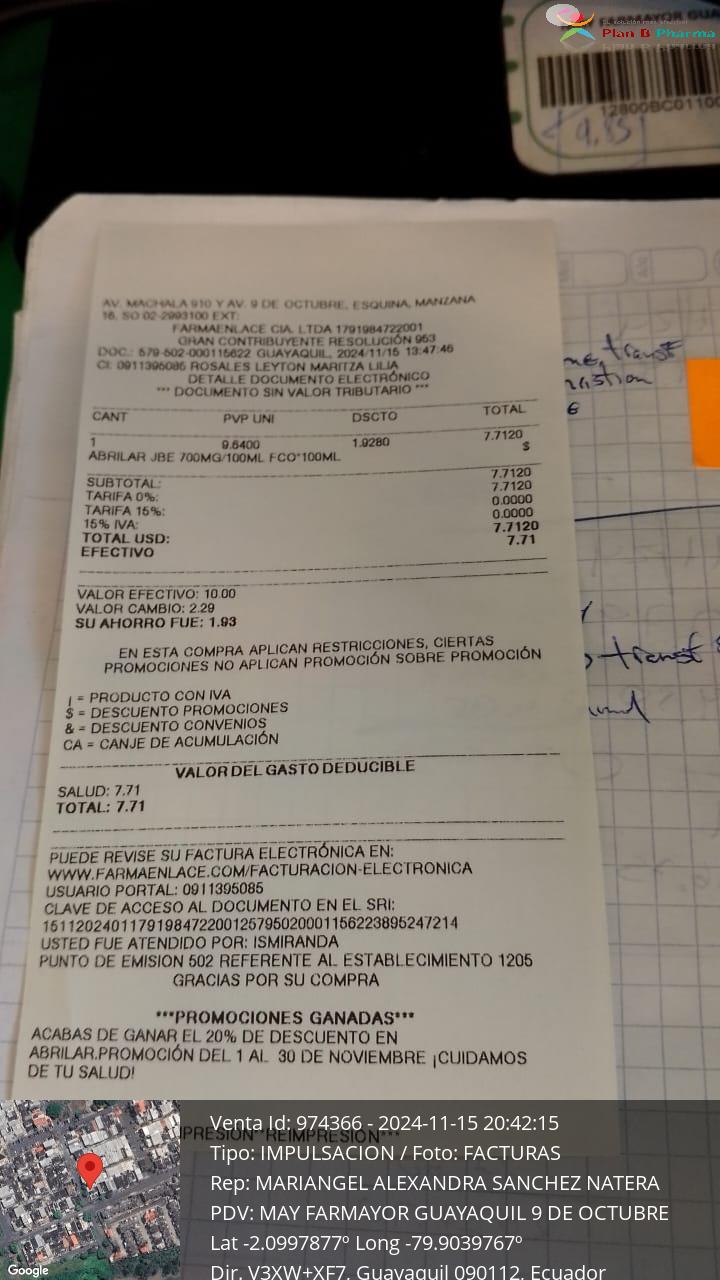 Plan B Pharma
12800BC01100
9.85
AV. MACHALA 910 Y AV. 9 DE OCTUBRE, ESQUINA, MANZANA
16, SO 02-2993100 EXT:
FARMAENLACE CIA. LTDA 1791984722001
GRAN CONTRIBUYENTE RESOLUCIÓN 953
DOC.: 579-502-000115622 GUAYAQUIL, 2024/11/15 13:47:46
CI: 0911395085 ROSALES LEYTON MARITZA LILIA
DETALLE DOCUMENTO ELECTRÓNICO
*** DOCUMENTO SIN VALOR TRIBUTARIO ***
CANT PVP UNI DSCTO TOTAL
1 9.6400 1.9280 7.7120
ABRILAR JBE 700MG/100ML FCO*100ML $
SUBTOTAL: 7.7120
TARIFA 0%: 7.7120
TARIFA 15%: 0.0000
15% IVA: 0.0000
TOTAL USD: 7.7120
EFECTIVO 7.71
VALOR EFECTIVO: 10.00
VALOR CAMBIO: 2.29
SU AHORRO FUE: 1.93
EN ESTA COMPRA APLICAN RESTRICCIONES, CIERTAS
PROMOCIONES NO APLICAN PROMOCIÓN SOBRE PROMOCIÓN
| = PRODUCTO CON IVA
$ = DESCUENTO PROMOCIONES
& = DESCUENTO CONVENIOS
CA = CANJE DE ACUMULACIÓN
VALOR DEL GASTO DEDUCIBLE
SALUD: 7.71
TOTAL: 7.71
PUEDE REVISE SU FACTURA ELECTRÓNICA EN:
WWW.FARMAENLACE.COM/FACTURACION-ELECTRONICA
USUARIO PORTAL: 0911395085
CLAVE DE ACCESO AL DOCUMENTO EN EL SRI:
1511202401179198472200125795020001156223895247214
USTED FUE ATENDIDO POR: ISMIRANDA
PUNTO DE EMISION 502 REFERENTE AL ESTABLECIMIENTO 1205
GRACIAS POR SU COMPRA
***PROMOCIONES GANADAS***
ACABAS DE GANAR EL 20% DE DESCUENTO EN
ABRILAR.PROMOCIÓN DEL 1 AL 30 DE NOVIEMBRE ¡CUIDAMOS
DE TU SALUD!
IPRESION**REIMPRESION***
Venta Id: 974366 - 2024-11-15 20:42:15
Tipo: IMPULSACION / Foto: FACTURAS
Rep: MARIANGEL ALEXANDRA SANCHEZ NATERA
PDV: MAY FARMAYOR GUAYAQUIL 9 DE OCTUBRE
Lat -2.0997877º Long -79.9039767º
Dir. V3XW+XF7, Guayaquil 090112, Ecuador
Google